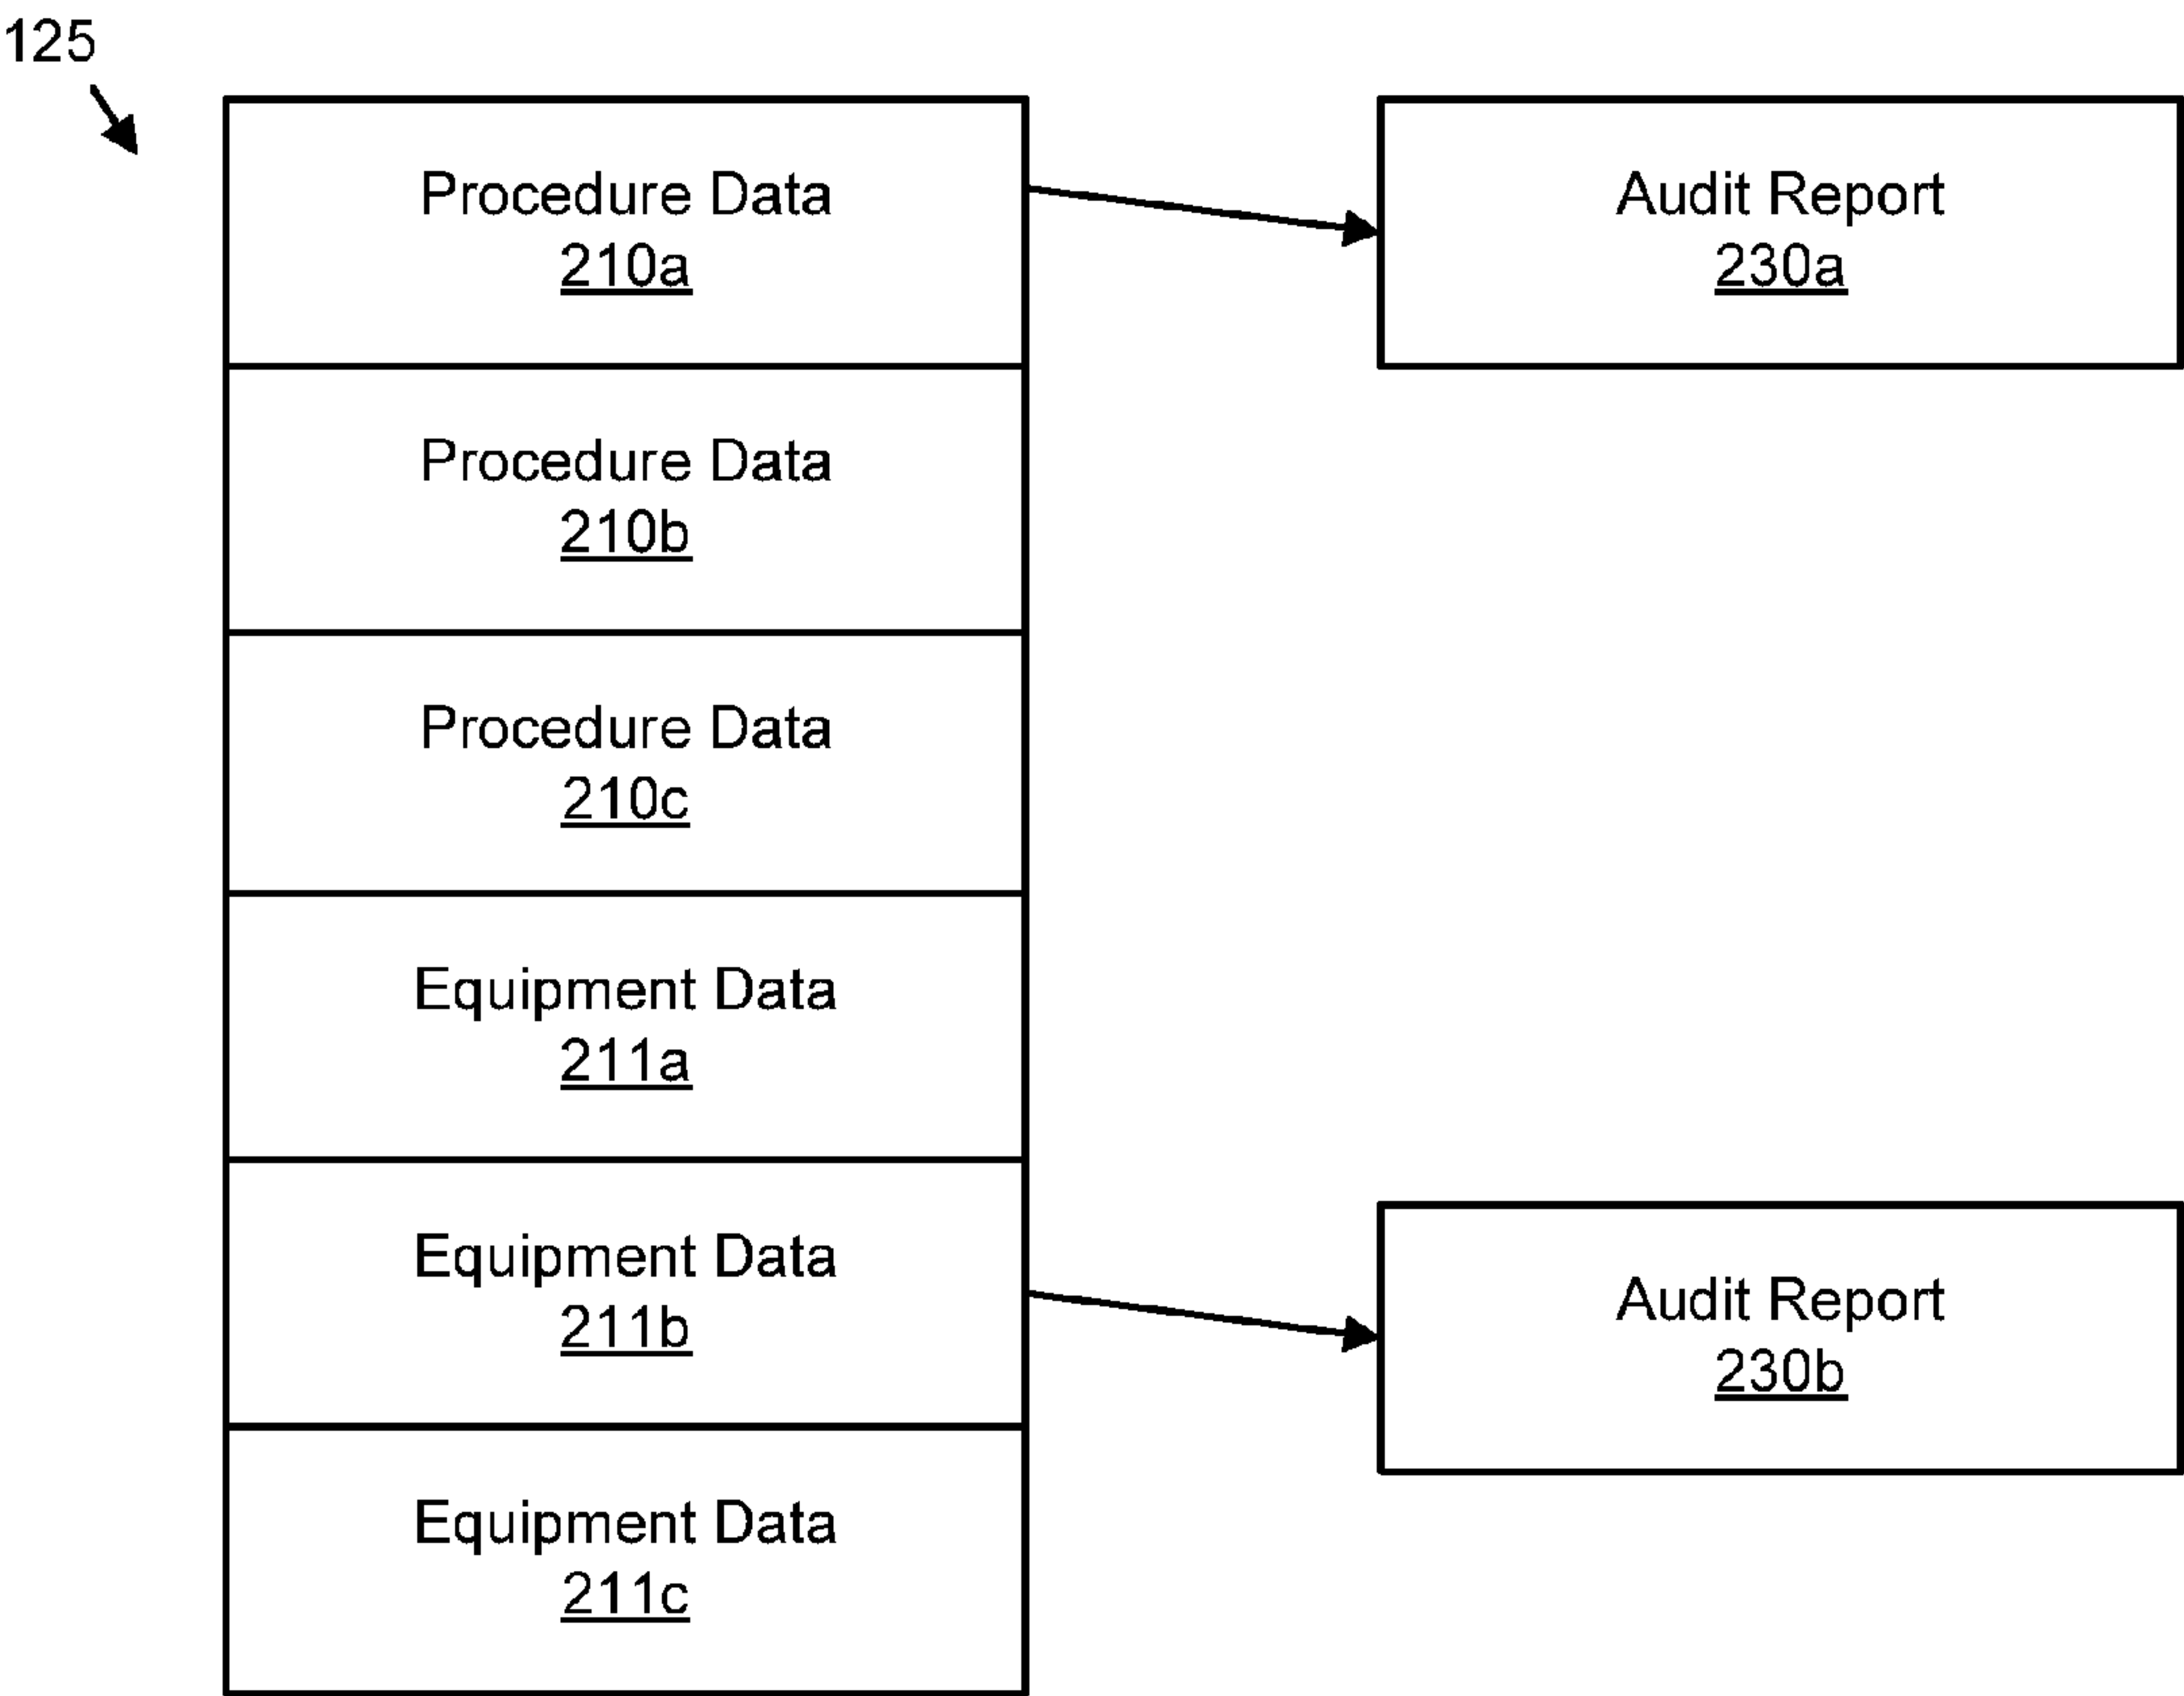 125
Procedure Data
210a
Audit Report
230a
Procedure Data
210b
Procedure Data
210c
Equipment Data
211a
Equipment Data
211b
Audit Report
230b
Equipment Data
211c